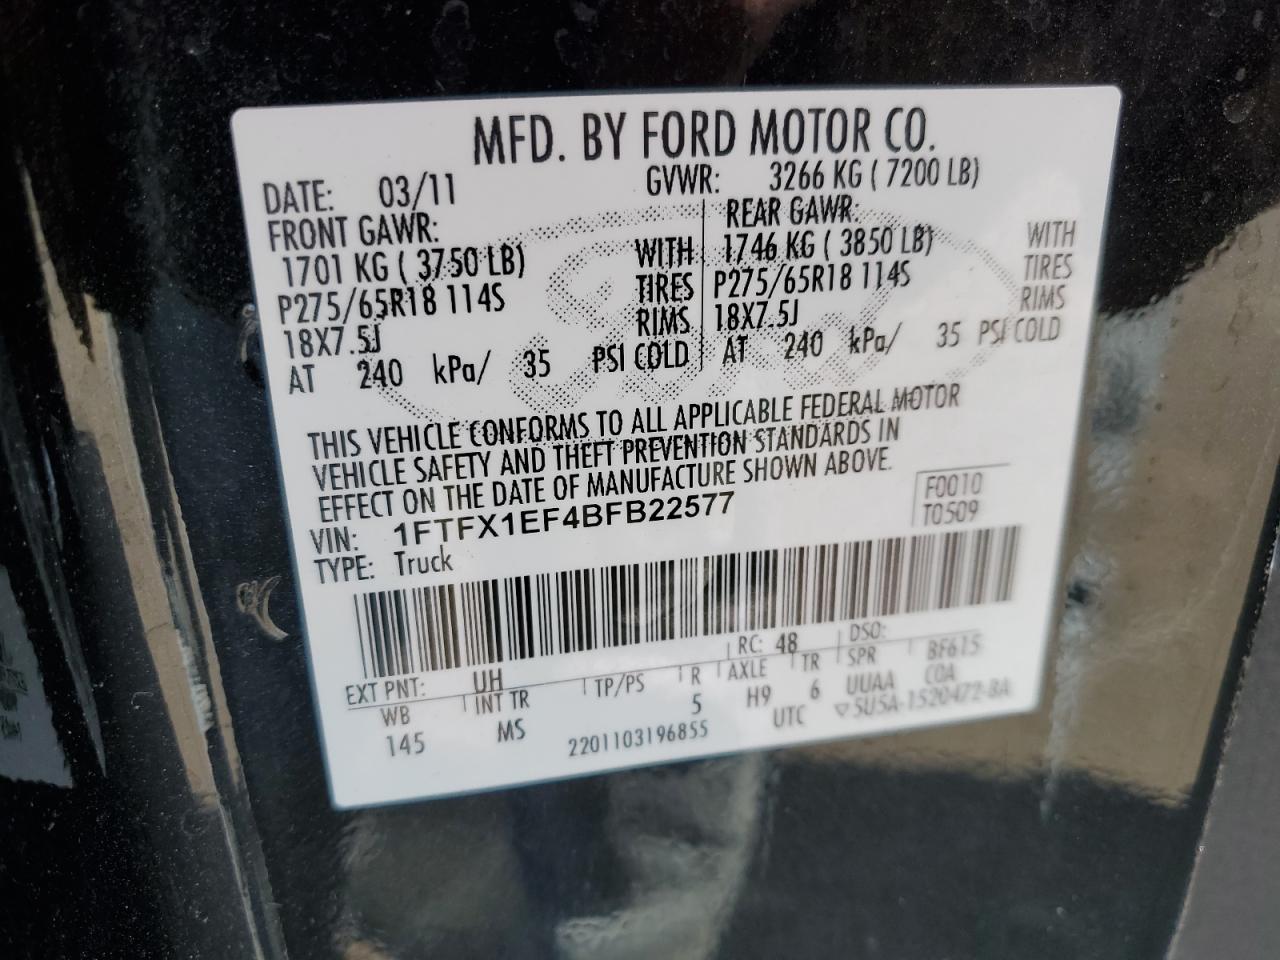 MFD. BY FORD MOTOR CO.
DATE: 03/11 GVWR: 3266 KG ( 7200 LB)
FRONT GAWR: REAR GAWR:
1701 KG ( 3750 LB) WITH 1746 KG ( 3850 LB) WITH
P275/65R18 114S TIRES P275/65R18 114S TIRES
18X7.5J RIMS 18X7.5J RIMS
AT 240 kPa/ 35 PSI COLD AT 240 kPa/ 35 PSI COLD
THIS VEHICLE CONFORMS TO ALL APPLICABLE FEDERAL MOTOR
VEHICLE SAFETY AND THEFT PREVENTION STANDARDS IN
EFFECT ON THE DATE OF MANUFACTURE SHOWN ABOVE.
VIN: 1FTFX1EF4BFB22577 F0010
TYPE: Truck T0509
EXT PNT: UH RC: 48 DSO: BF615
WB INT TR TP/PS R AXLE TR SPR COA
145 MS 5 H9 6 UUAA
2201103196855 UTC ▽SU5A-1520472-BA